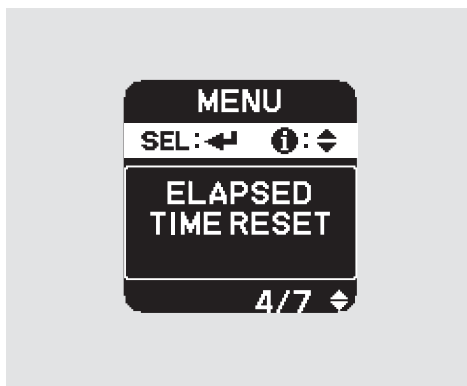 MENU
SEL:↵ ℹ:⬍
ELAPSED
TIME RESET
4/7 ⬍